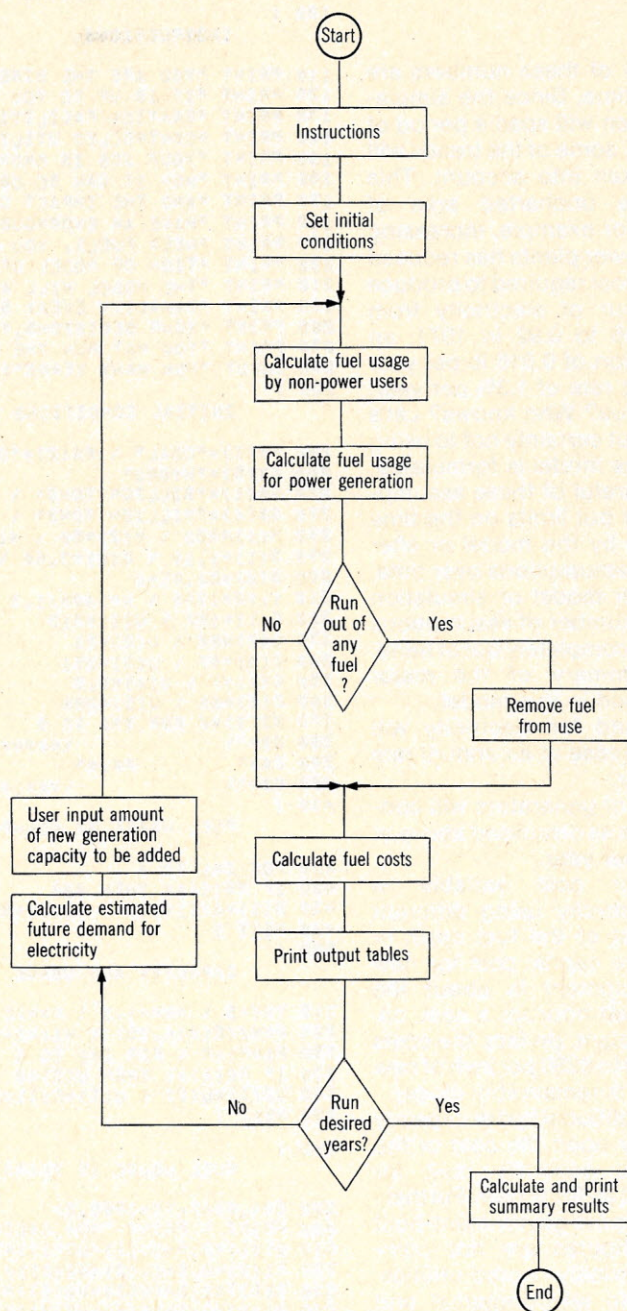 Start
Instructions
Set initial
conditions
Calculate fuel usage
by non-power users
Calculate fuel usage
for power generation
Run
out of
any
fuel
?
No
Yes
Remove fuel
from use
Calculate fuel costs
Print output tables
Run
desired
years?
No
Yes
Calculate estimated
future demand for
electricity
User input amount
of new generation
capacity to be added
Calculate and print
summary results
End